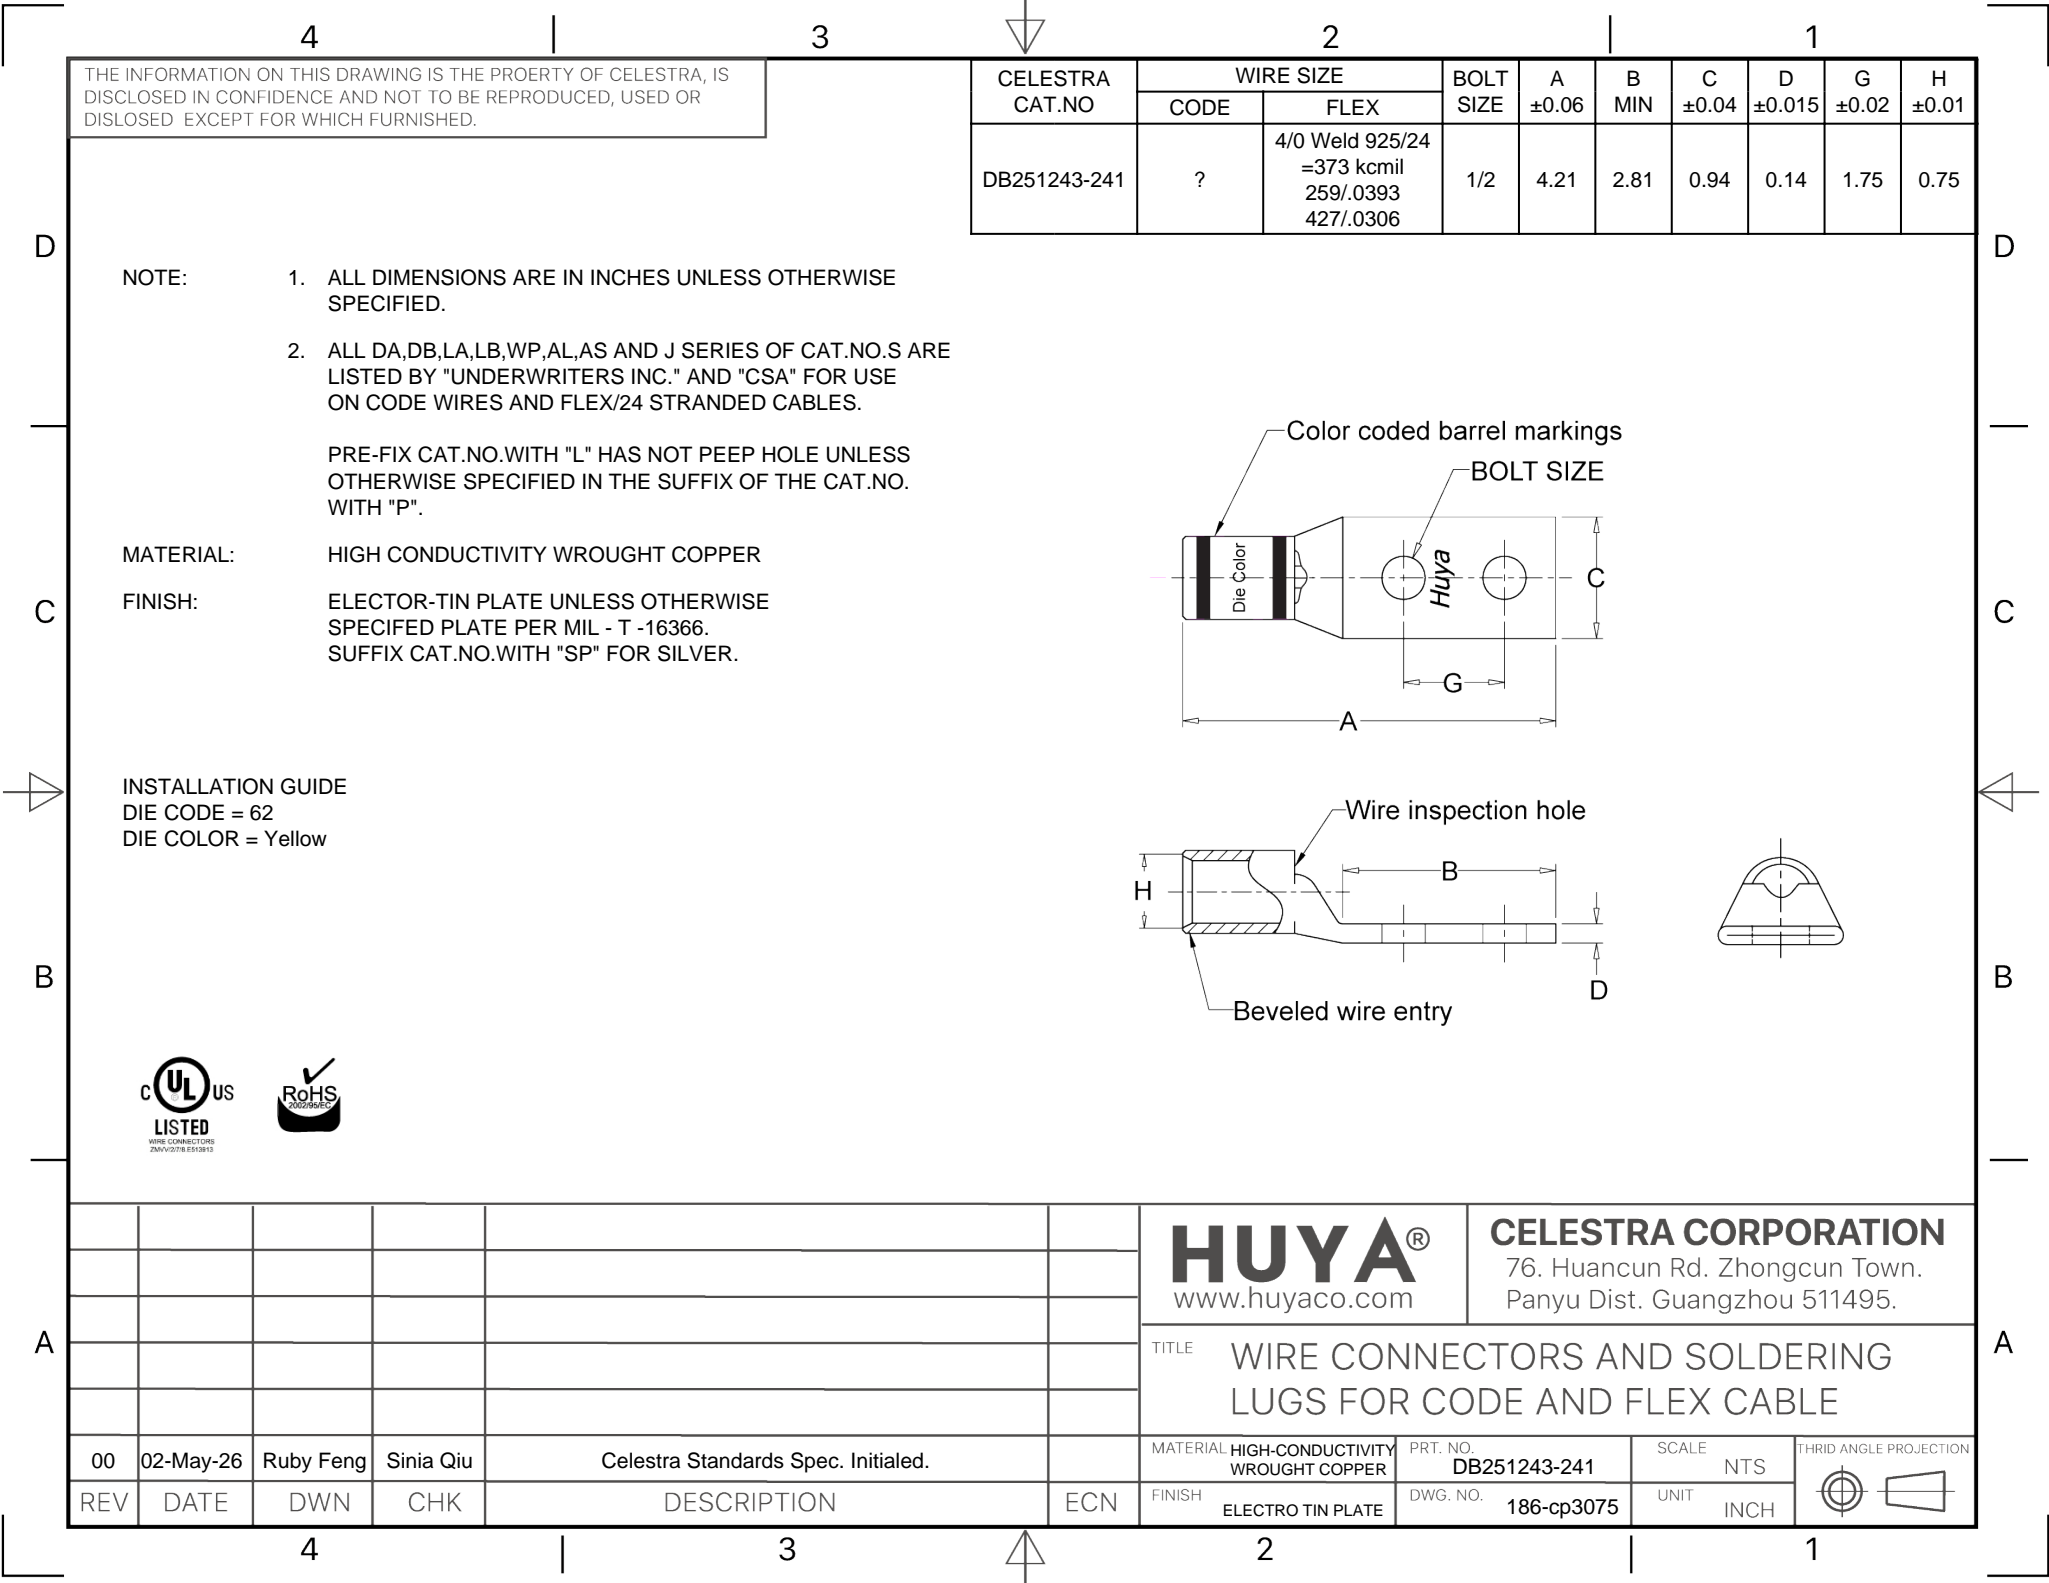 4 3 2 1
THE INFORMATION ON THIS DRAWING IS THE PROERTY OF CELESTRA, IS
DISCLOSED IN CONFIDENCE AND NOT TO BE REPRODUCED, USED OR
DISLOSED EXCEPT FOR WHICH FURNISHED.
CELESTRA CAT.NO WIRE SIZE BOLT SIZE A ±0.06 B MIN C ±0.04 D ±0.015 G ±0.02 H ±0.01
CODE FLEX
DB251243-241 ? 4/0 Weld 925/24 1/2 4.21 2.81 0.94 0.14 1.75 0.75
=373 kcmil
259/.0393
427/.0306
D D
NOTE: 1. ALL DIMENSIONS ARE IN INCHES UNLESS OTHERWISE
SPECIFIED.
2. ALL DA,DB,LA,LB,WP,AL,AS AND J SERIES OF CAT.NO.S ARE
LISTED BY "UNDERWRITERS INC." AND "CSA" FOR USE
ON CODE WIRES AND FLEX/24 STRANDED CABLES.
PRE-FIX CAT.NO.WITH "L" HAS NOT PEEP HOLE UNLESS
OTHERWISE SPECIFIED IN THE SUFFIX OF THE CAT.NO.
WITH "P".
MATERIAL: HIGH CONDUCTIVITY WROUGHT COPPER
FINISH: ELECTOR-TIN PLATE UNLESS OTHERWISE
SPECIFED PLATE PER MIL - T -16366.
SUFFIX CAT.NO.WITH "SP" FOR SILVER.
C C
Color coded barrel markings
BOLT SIZE
Die Color
Huya
C
G
A
INSTALLATION GUIDE
DIE CODE = 62
DIE COLOR = Yellow
Wire inspection hole
B
H
D
Beveled wire entry
B B
C UL US
LISTED
WIRE CONNECTORS
ZMVV/2/7/8.E513913
RoHS
2002/95/EC
A A
HUYA®
www.huyaco.com
CELESTRA CORPORATION
76. Huancun Rd. Zhongcun Town.
Panyu Dist. Guangzhou 511495.
TITLE WIRE CONNECTORS AND SOLDERING
LUGS FOR CODE AND FLEX CABLE
00 02-May-26 Ruby Feng Sinia Qiu Celestra Standards Spec. Initialed.
REV DATE DWN CHK DESCRIPTION ECN
MATERIAL HIGH-CONDUCTIVITY
WROUGHT COPPER
PRT. NO.
DB251243-241
SCALE
NTS
THRID ANGLE PROJECTION
FINISH
ELECTRO TIN PLATE
DWG. NO.
186-cp3075
UNIT
INCH
4 3 2 1